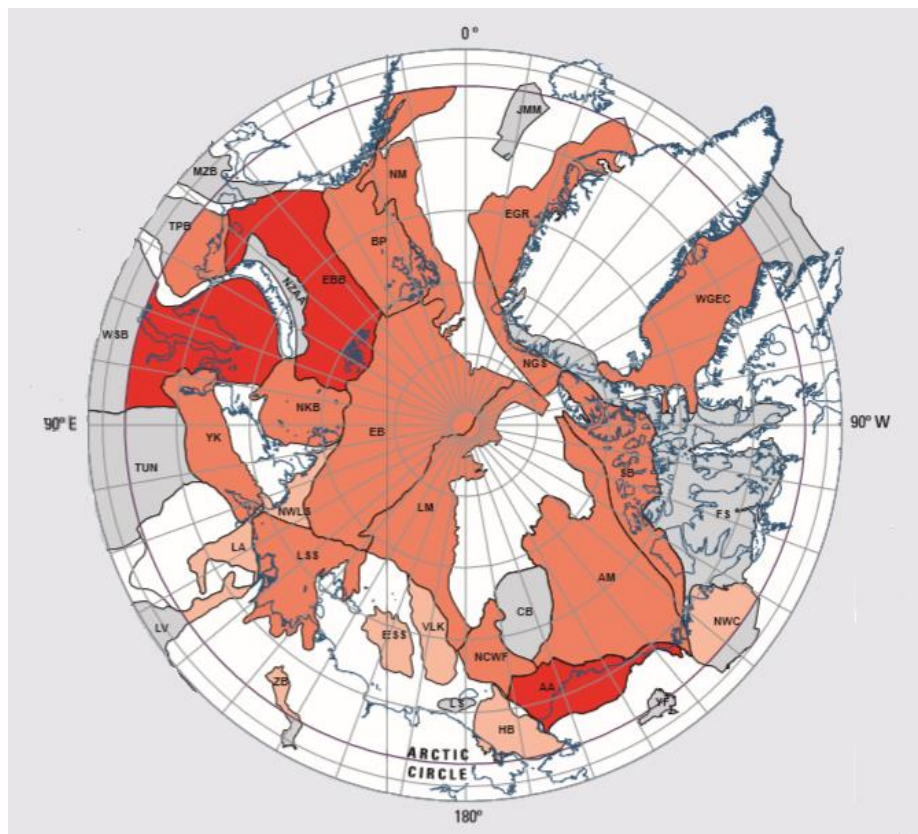 0°
JMM
MZB
NM
TPB
EGR
BP
EBB
NZAA
WGEC
WSB
NGS
NKB
90° E
YK
EB
90° W
TUN
SB
LM
NWLS
FS
LA
LSS
AM
CB
LV
ESS
VLK
NWC
NCWF
ZB
AA
LS
YF
HB
ARCTIC
CIRCLE
180°